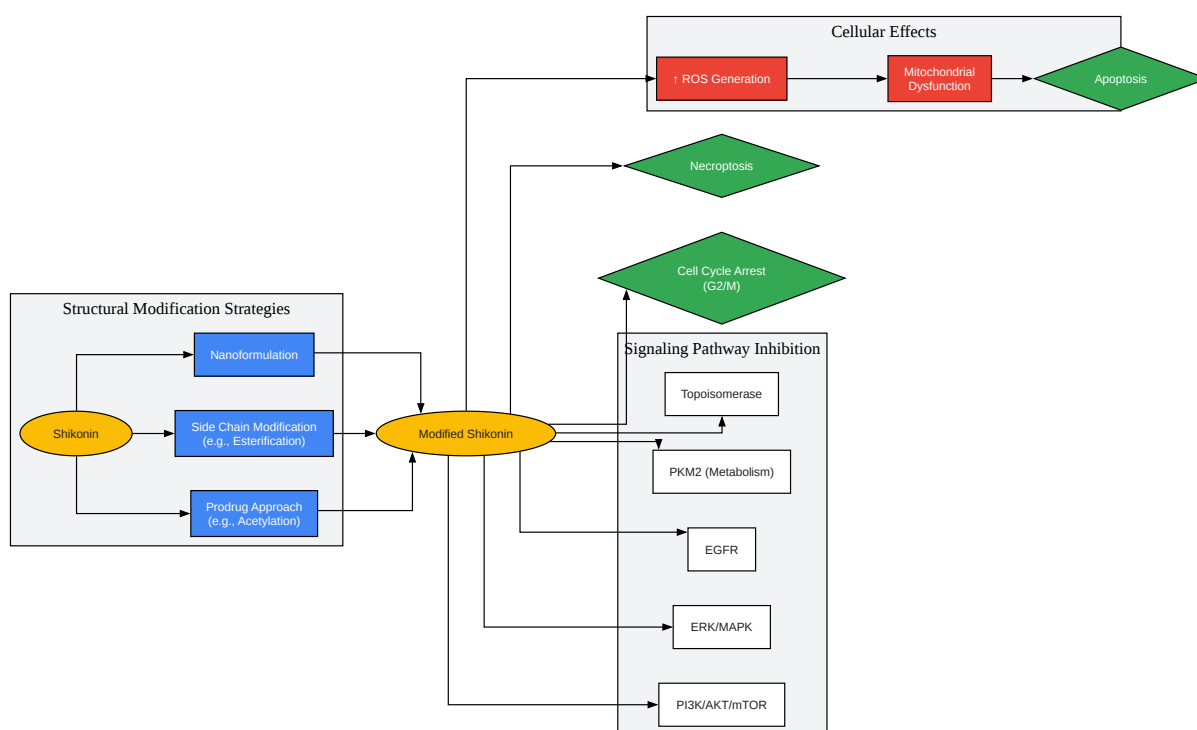 Cellular Effects
↑ ROS Generation
Mitochondrial
Dysfunction
Apoptosis
Necroptosis
Cell Cycle Arrest
(G2/M)
Structural Modification Strategies
Nanoformulation
Shikonin
Side Chain Modification
(e.g., Esterification)
Prodrug Approach
(e.g., Acetylation)
Modified Shikonin
Signaling Pathway Inhibition
Topoisomerase
PKM2 (Metabolism)
EGFR
ERK/MAPK
PI3K/AKT/mTOR